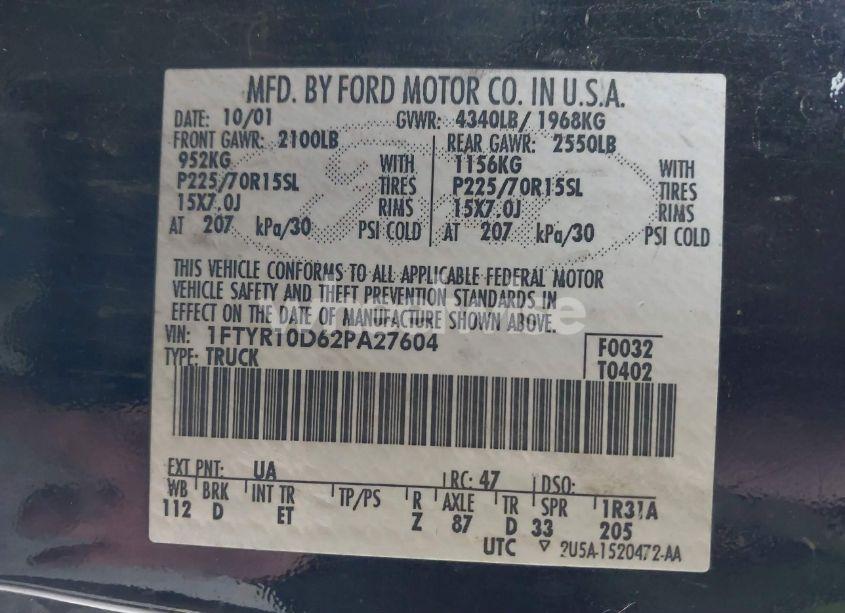 MFD. BY FORD MOTOR CO. IN U.S.A.
DATE: 10/01 GVWR: 4340LB/ 1968KG
FRONT GAWR: 2100LB REAR GAWR: 2550LB
952KG WITH 1156KG WITH
P225/70R15SL TIRES P225/70R15SL TIRES
15X7.0J RIMS 15X7.0J RIMS
AT 207 kPa/30 PSI COLD AT 207 kPa/30 PSI COLD
THIS VEHICLE CONFORMS TO ALL APPLICABLE FEDERAL MOTOR
VEHICLE SAFETY AND THEFT PREVENTION STANDARDS IN
EFFECT ON THE DATE OF MANUFACTURE SHOWN ABOVE.
VIN: 1FTYR10D62PA27604 F0032
TYPE: TRUCK T0402
EXT PNT: UA RC: 47 DSO:
WB BRK INT TR TP/PS R AXLE TR SPR 1R31A
112 D ET Z 87 D 33 205
UTC ▽ 2U5A-1520472-AA